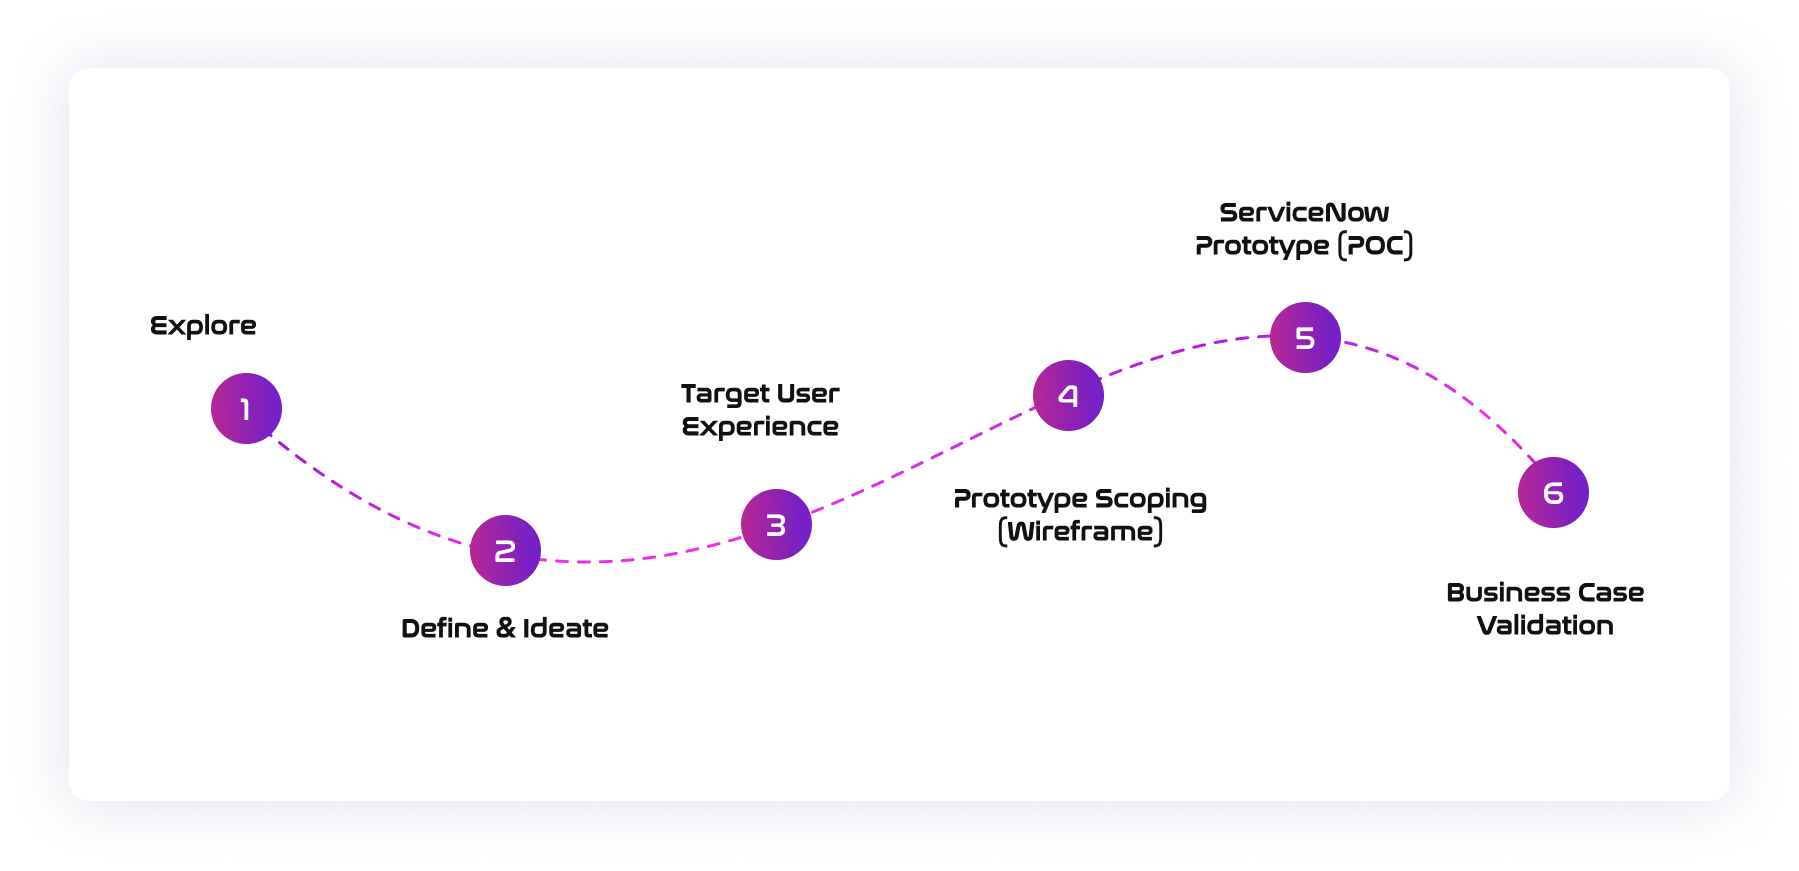 Explore
1
2
Define & Ideate
Target User
Experience
3
4
Prototype Scoping
(Wireframe)
ServiceNow
Prototype (POC)
5
6
Business Case
Validation